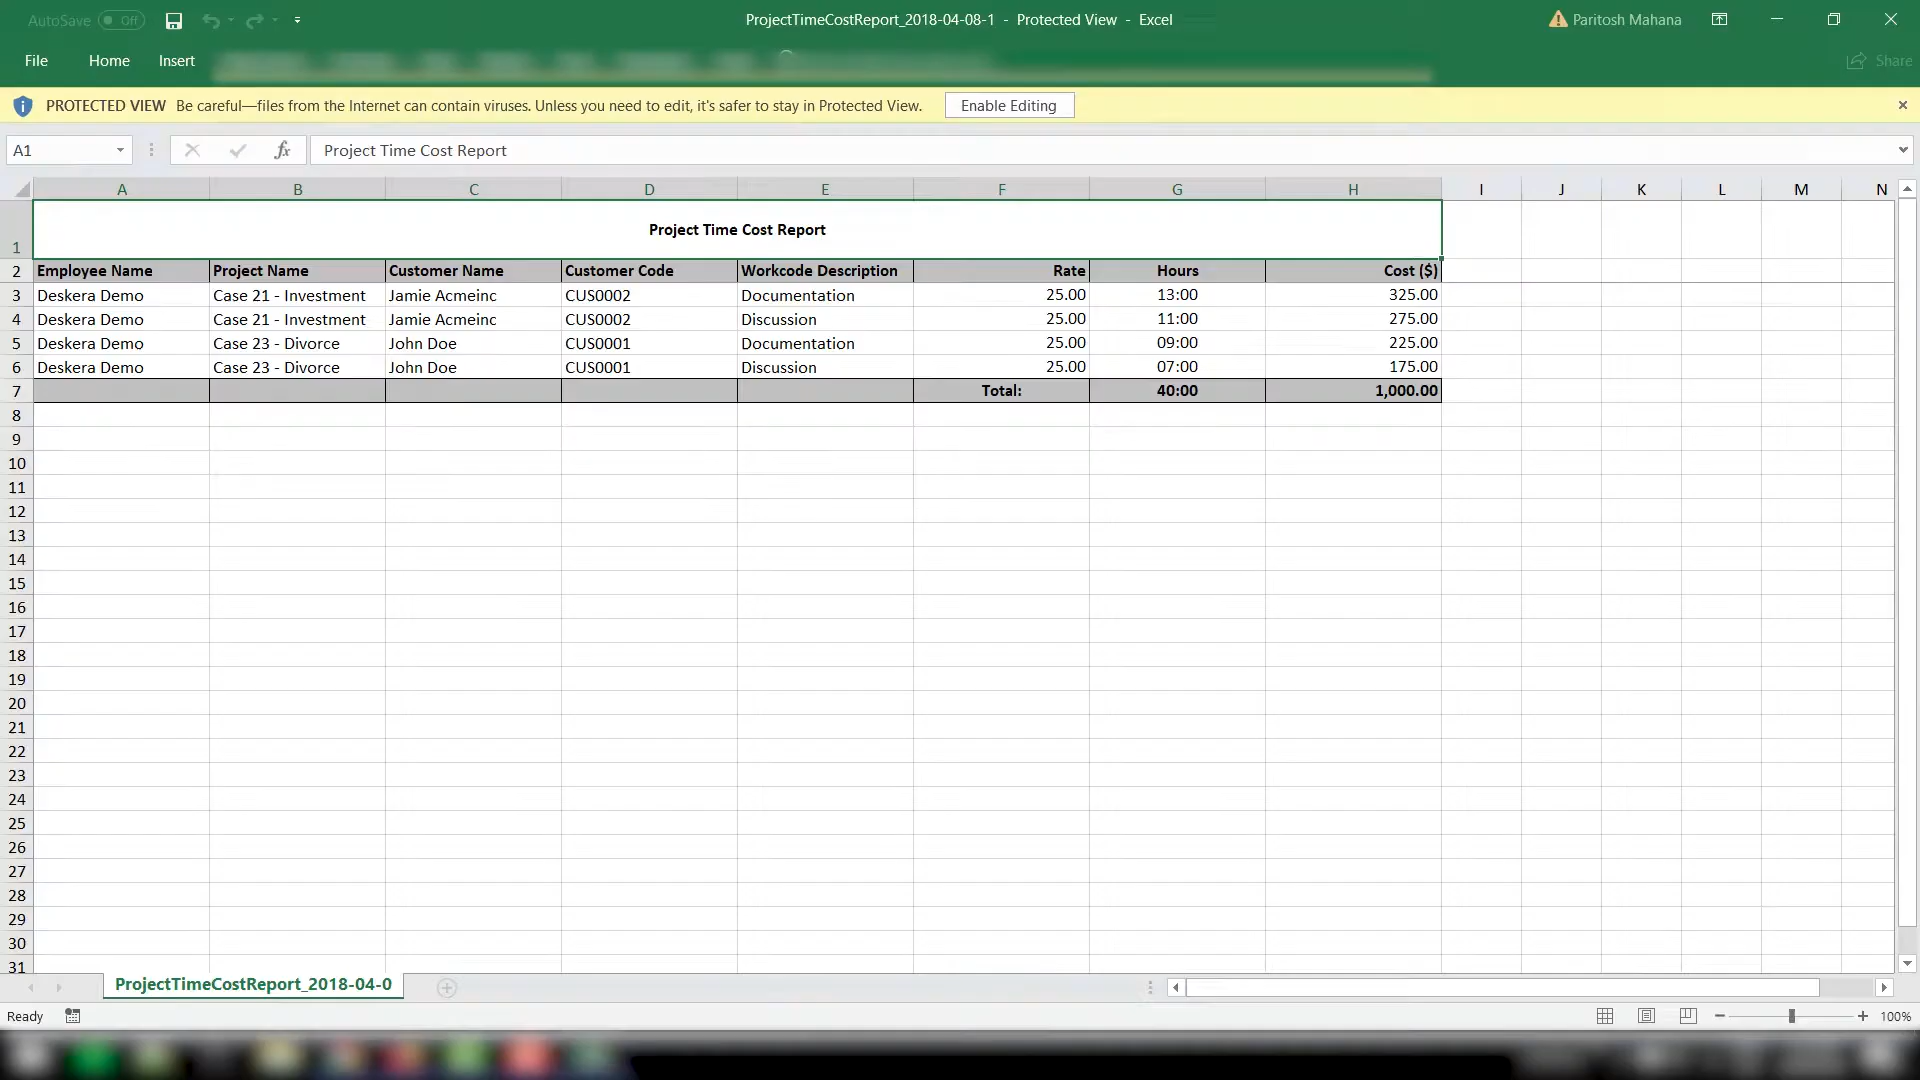 AutoSave Off ProjectTimeCostReport_2018-04-08-1 - Protected View - Excel Paritosh Mahana
File Home Insert Share
PROTECTED VIEW Be careful—files from the Internet can contain viruses. Unless you need to edit, it's safer to stay in Protected View. Enable Editing
A1 fx Project Time Cost Report
A B C D E F G H I J K L M N
1 Project Time Cost Report
2 Employee Name Project Name Customer Name Customer Code Workcode Description Rate Hours Cost ($)
3 Deskera Demo Case 21 - Investment Jamie Acmeinc CUS0002 Documentation 25.00 13:00 325.00
4 Deskera Demo Case 21 - Investment Jamie Acmeinc CUS0002 Discussion 25.00 11:00 275.00
5 Deskera Demo Case 23 - Divorce John Doe CUS0001 Documentation 25.00 09:00 225.00
6 Deskera Demo Case 23 - Divorce John Doe CUS0001 Discussion 25.00 07:00 175.00
7 Total: 40:00 1,000.00
8
9
10
11
12
13
14
15
16
17
18
19
20
21
22
23
24
25
26
27
28
29
30
31
ProjectTimeCostReport_2018-04-0
Ready 100%